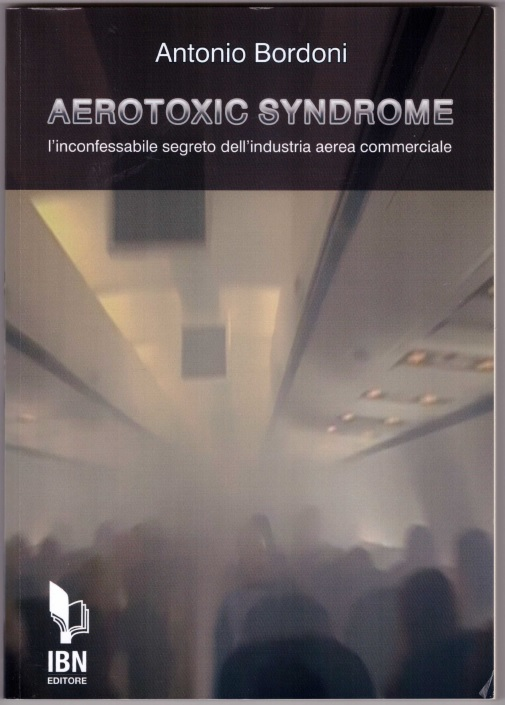 Antonio Bordoni
AEROTOXIC SYNDROME
l'inconfessabile segreto dell'industria aerea commerciale
IBN
EDITORE